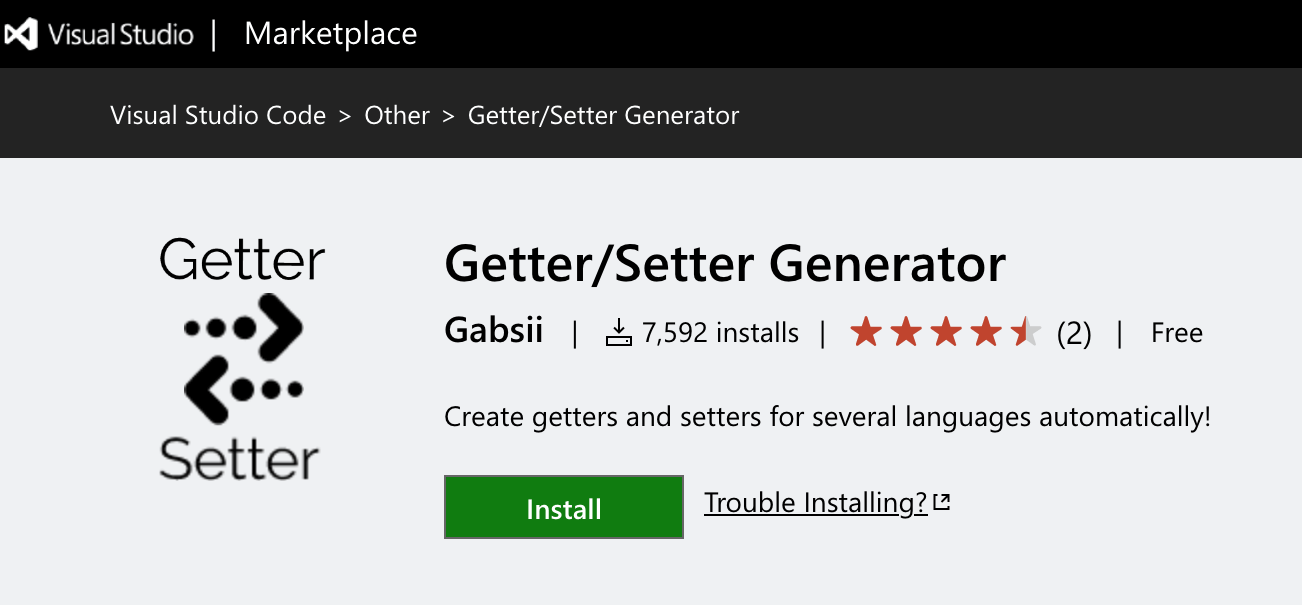 Visual Studio | Marketplace
Visual Studio Code > Other > Getter/Setter Generator
Getter
Setter
Getter/Setter Generator
Gabsii | 7,592 installs | (2) | Free
Create getters and setters for several languages automatically!
Install
Trouble Installing?